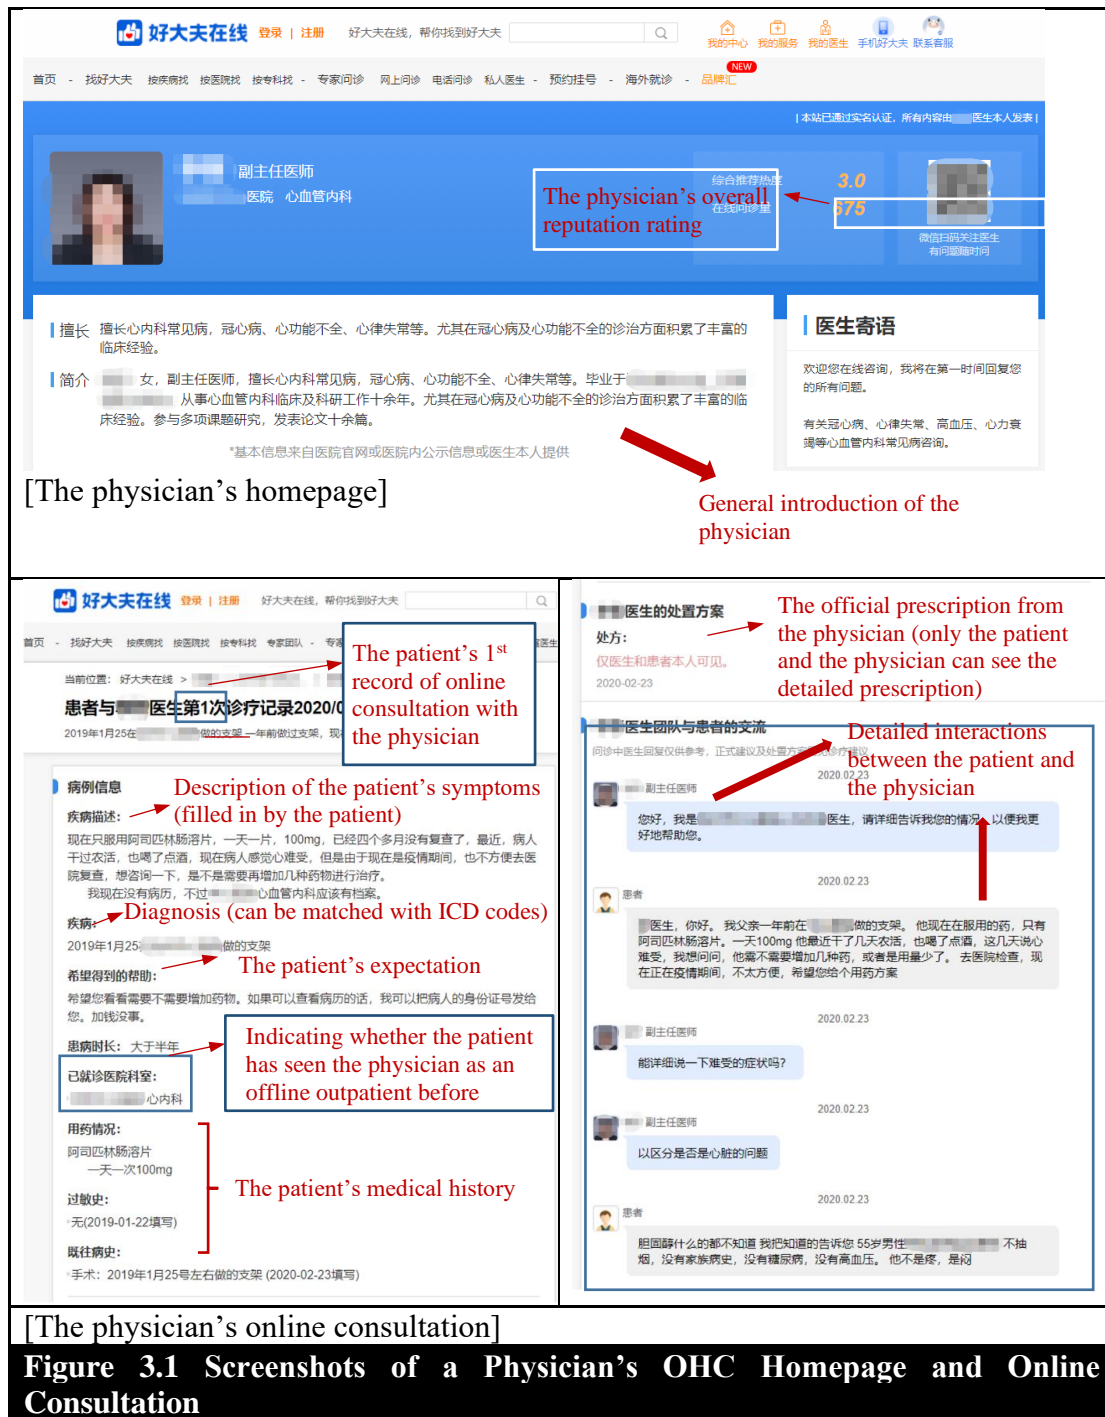 好大夫在线 登录 | 注册 好大夫在线，帮你找到好大夫 我的中心 我的服务 我的医生 手机好大夫 联系客服
首页 - 找好大夫 按疾病找 按医院找 按专科找 - 专家问诊 网上问诊 电话问诊 私人医生 - 预约挂号 - 海外就诊 - 品牌汇 NEW
| 本站已通过实名认证，所有内容由 医生本人发表 |
副主任医师
医院 心血管内科
综合推荐热度 3.0
在线问诊量 675
The physician's overall
reputation rating
微信扫码关注医生
有问题随时问
擅长 擅长心内科常见病，冠心病、心功能不全、心律失常等。尤其在冠心病及心功能不全的诊治方面积累了丰富的
临床经验。
简介 女，副主任医师，擅长心内科常见病，冠心病、心功能不全、心律失常等。毕业于
从事心血管内科临床及科研工作十余年。尤其在冠心病及心功能不全的诊治方面积累了丰富的临
床经验。参与多项课题研究，发表论文十余篇。
*基本信息来自医院官网或医院内公示信息或医生本人提供
医生寄语
欢迎您在线咨询，我将在第一时间回复您
的所有问题。
有关冠心病、心律失常、高血压、心力衰
竭等心血管内科常见病咨询。
[The physician's homepage]
General introduction of the
physician
好大夫在线 登录 | 注册 好大夫在线，帮你找到好大夫
首页 - 找好大夫 按疾病找 按医院找 按专科找 专家团队 - 专家
当前位置： 好大夫在线 >
患者与 医生第1次诊疗记录2020/0
2019年1月25在 做的支架 一年前做过支架，现在
The patient's 1st
record of online
consultation with
the physician
病例信息
Description of the patient's symptoms
(filled in by the patient)
疾病描述：
现在只服用阿司匹林肠溶片，一天一片，100mg，已经四个多月没有复查了，最近，病人
干过农活，也喝了点酒，现在病人感觉心难受，但是由于现在是疫情期间，也不方便去医
院复查，想咨询一下，是不是需要再增加几种药物进行治疗。
我现在没有病历，不过 心血管内科应该有档案。
疾病：
Diagnosis (can be matched with ICD codes)
2019年1月25 做的支架
The patient's expectation
希望得到的帮助：
希望您看看需要不需要增加药物。如果可以查看病历的话，我可以把病人的身份证号发给
您。加钱没事。
患病时长： 大于半年
已就诊医院科室：
心内科
Indicating whether the patient
has seen the physician as an
offline outpatient before
用药情况：
阿司匹林肠溶片
一天一次100mg
过敏史：
无(2019-01-22填写)
既往病史：
手术：2019年1月25号左右做的支架 (2020-02-23填写)
The patient's medical history
医生的处置方案
处方：
仅医生和患者本人可见。
2020-02-23
The official prescription from
the physician (only the patient
and the physician can see the
detailed prescription)
医生团队与患者的交流
问诊中医生回复仅供参考，正式建议及处置方案 诊疗建议
Detailed interactions
between the patient and
the physician
2020.02.23
副主任医师
您好，我是 医生，请详细告诉我您的情况，以便我更
好地帮助您。
2020.02.23
患者
医生，你好。 我父亲一年前在 做的支架。 他现在在服用的药，只有
阿司匹林肠溶片。一天100mg 他最近干了几天农活，也喝了点酒，这几天说心
难受，我想问问，他需不需要增加几种药，或者是用量少了。 去医院检查，现
在正在疫情期间，不太方便，希望您给个用药方案
2020.02.23
副主任医师
能详细说一下难受的症状吗？
2020.02.23
副主任医师
以区分是否是心脏的问题
2020.02.23
患者
胆固醇什么的都不知道 我把知道的告诉您 55岁男性 不抽
烟，没有家族病史，没有糖尿病，没有高血压。 他不是疼，是闷
[The physician's online consultation]
Figure 3.1 Screenshots of a Physician's OHC Homepage and Online
Consultation